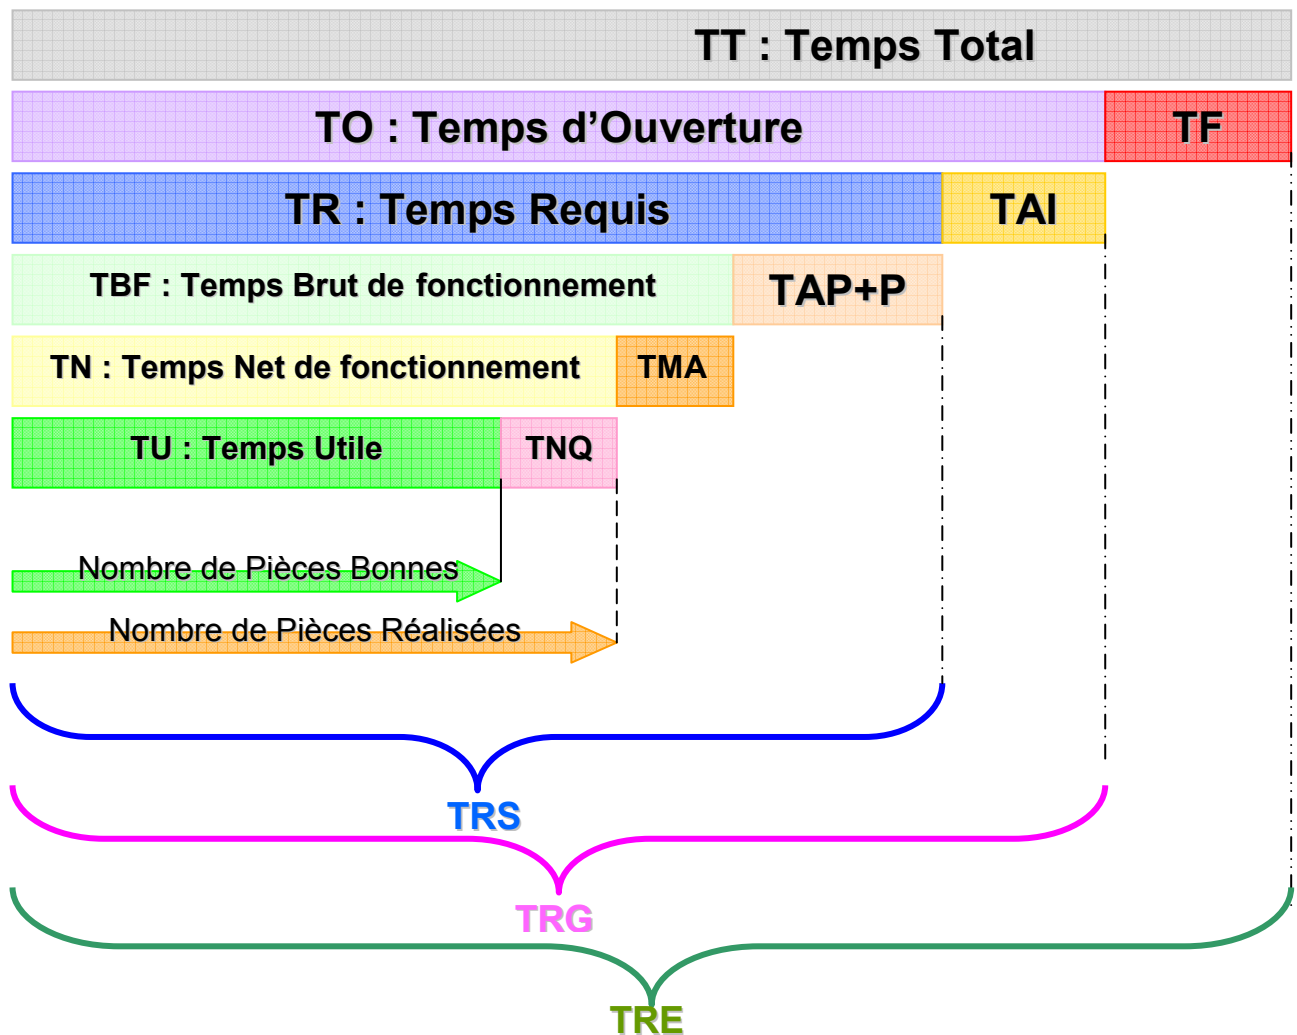 TT : Temps Total
TO : Temps d’Ouverture
TF
TR : Temps Requis
TAI
TBF : Temps Brut de fonctionnement
TAP+P
TN : Temps Net de fonctionnement
TMA
TU : Temps Utile
TNQ
Nombre de Pièces Bonnes
Nombre de Pièces Réalisées
TRS
TRG
TRE